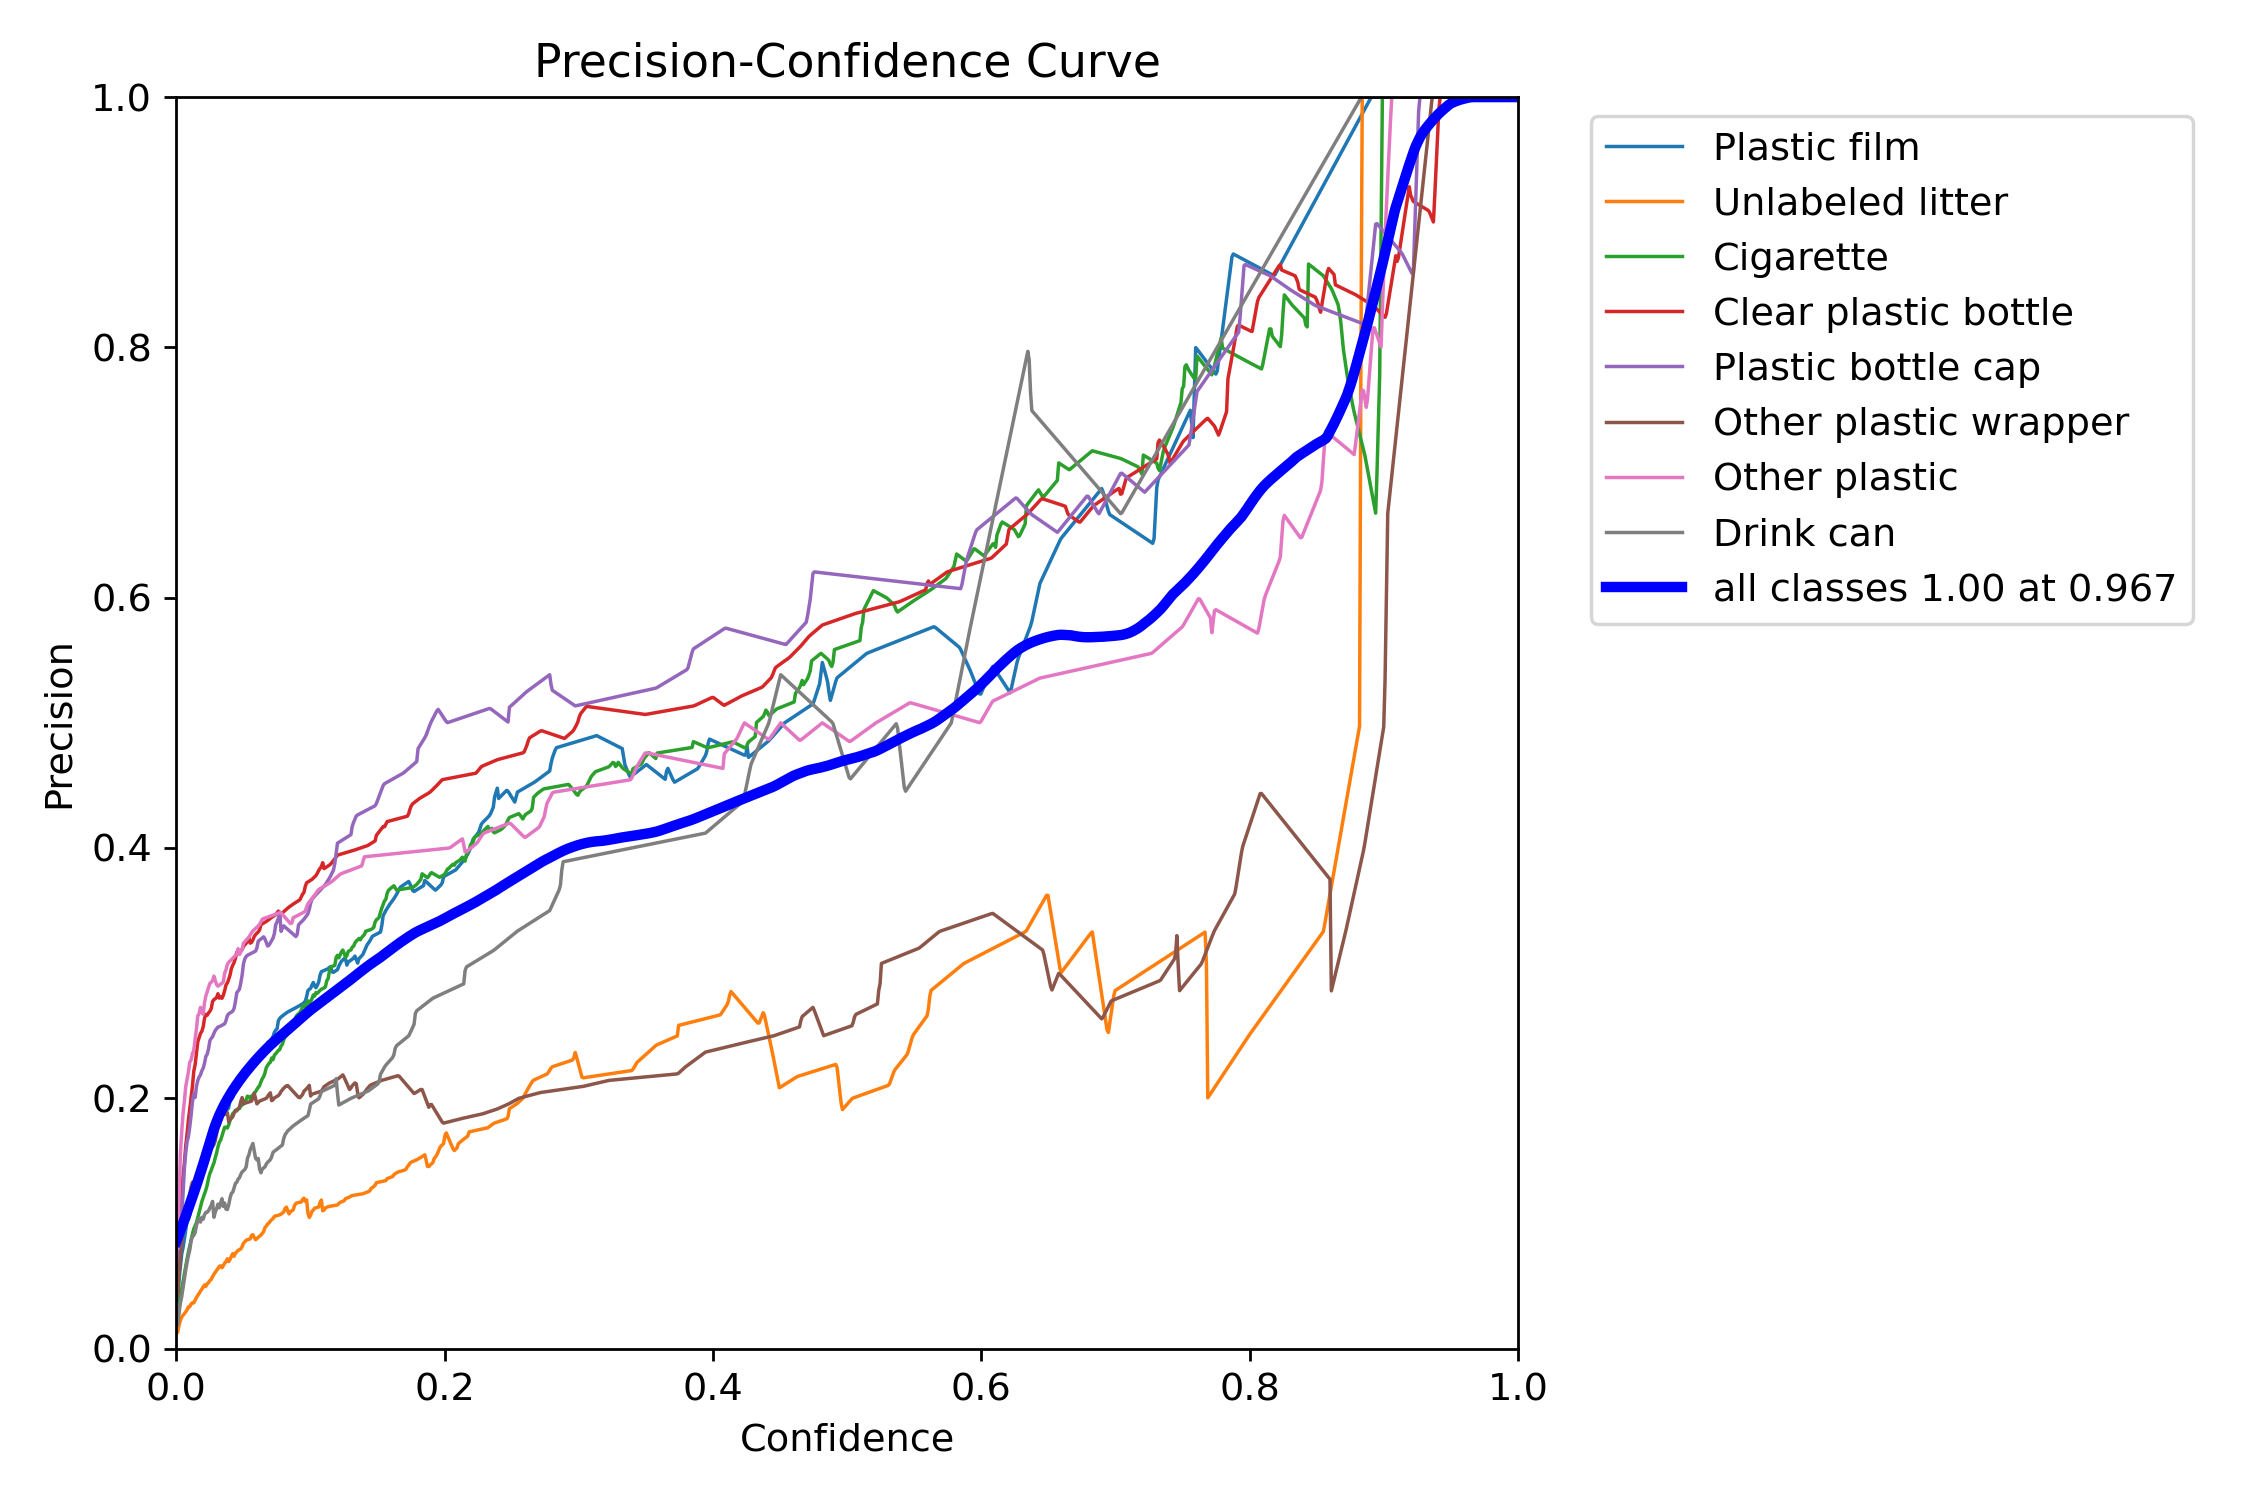 Precision-Confidence Curve
1.0
0.8
0.6
0.4
0.2
0.0
Precision
0.0 0.2 0.4 0.6 0.8 1.0
Confidence
Plastic film
Unlabeled litter
Cigarette
Clear plastic bottle
Plastic bottle cap
Other plastic wrapper
Other plastic
Drink can
all classes 1.00 at 0.967